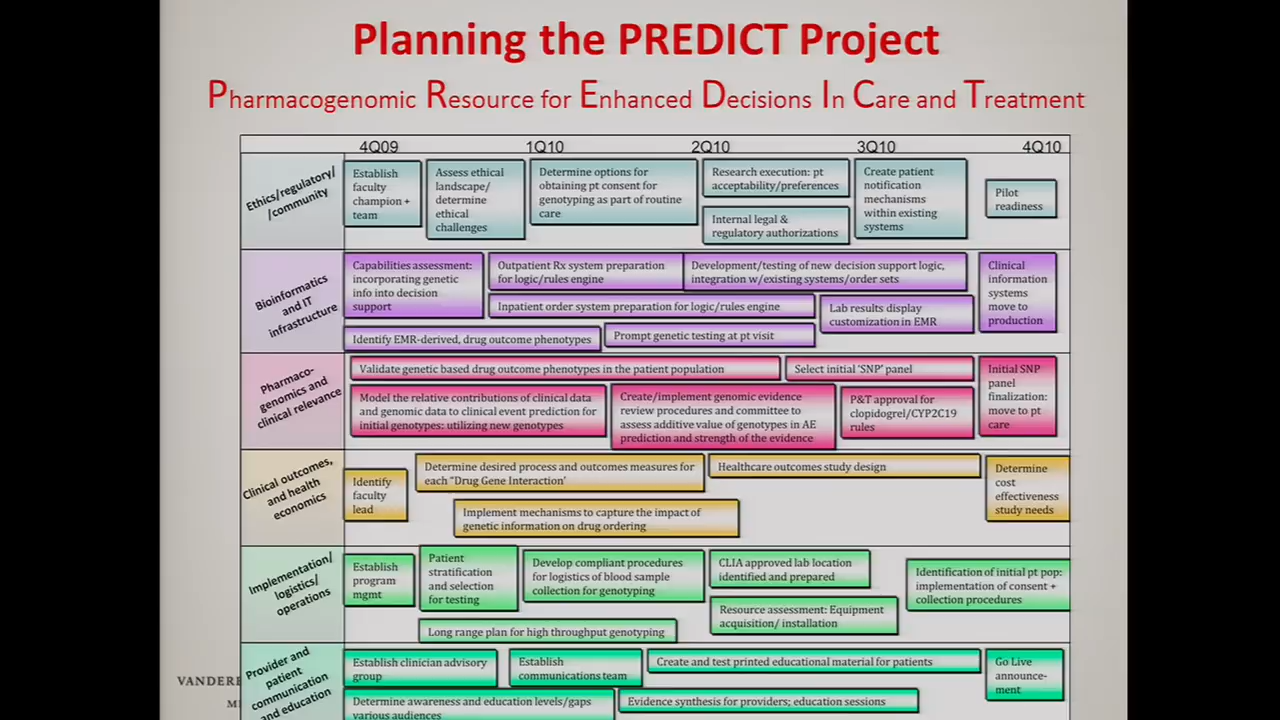 Planning the PREDICT Project
Pharmacogenomic Resource for Enhanced Decisions In Care and Treatment
4Q09 1Q10 2Q10 3Q10 4Q10
Ethics/regulatory/
/community
Establish
faculty
champion +
team
Assess ethical
landscape/
determine
ethical
challenges
Determine options for
obtaining pt consent for
genotyping as part of routine
care
Research execution: pt
acceptability/preferences
Internal legal &
regulatory authorizations
Create patient
notification
mechanisms
within existing
systems
Pilot
readiness
Bioinformatics
and IT
infrastructure
Capabilities assessment:
incorporating genetic
info into decision
support
Outpatient Rx system preparation
for logic/rules engine
Development/testing of new decision support logic,
integration w/existing systems/order sets
Inpatient order system preparation for logic/rules engine
Lab results display
customization in EMR
Clinical
information
systems
move to
production
Identify EMR-derived, drug outcome phenotypes
Prompt genetic testing at pt visit
Pharmaco-
genomics and
clinical relevance
Validate genetic based drug outcome phenotypes in the patient population
Select initial 'SNP' panel
Model the relative contributions of clinical data
and genomic data to clinical event prediction for
initial genotypes: utilizing new genotypes
Create/implement genomic evidence
review procedures and committee to
assess additive value of genotypes in AE
prediction and strength of the evidence
P&T approval for
clopidogrel/CYP2C19
rules
Initial SNP
panel
finalization:
move to pt
care
Clinical outcomes,
and health
economics
Identify
faculty
lead
Determine desired process and outcomes measures for
each "Drug Gene Interaction'
Healthcare outcomes study design
Implement mechanisms to capture the impact of
genetic information on drug ordering
Determine
cost
effectiveness
study needs
Implementation/
logistics/
operations
Establish
program
mgmt
Patient
stratification
and selection
for testing
Develop compliant procedures
for logistics of blood sample
collection for genotyping
CLIA approved lab location
identified and prepared
Resource assessment: Equipment
acquisition/ installation
Identification of initial pt pop:
implementation of consent +
collection procedures
Long range plan for high throughput genotyping
Provider and
patient
communication
and education
Establish clinician advisory
group
Establish
communications team
Create and test printed educational material for patients
Go Live
announce-
ment
Determine awareness and education levels/gaps
various audiences
Evidence synthesis for providers; education sessions